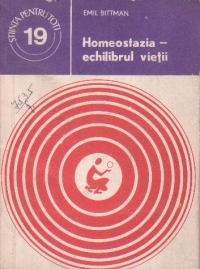 EMIL BITTMAN
ȘTIINȚA PENTRU TOȚI
19
Homeostazia –
echilibrul vieții